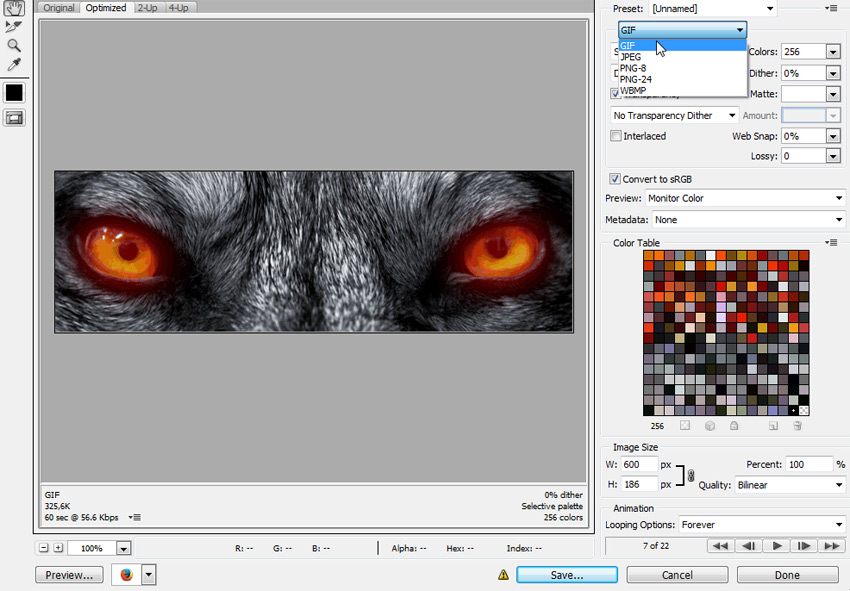 Original Optimized 2-Up 4-Up
Preset: [Unnamed]
GIF
GIF
JPEG
PNG-8
PNG-24
WBMP
Colors: 256
Dither: 0%
Matte:
No Transparency Dither Amount:
Interlaced Web Snap: 0%
Lossy: 0
Convert to sRGB
Preview: Monitor Color
Metadata: None
Color Table
256
Image Size
W: 600 px Percent: 100 %
H: 186 px Quality: Bilinear
Animation
Looping Options: Forever
7 of 22
GIF 0% dither
325,6K Selective palette
60 sec @ 56.6 Kbps 256 colors
100% R: -- G: -- B: -- Alpha: -- Hex: -- Index: --
Preview... Save... Cancel Done